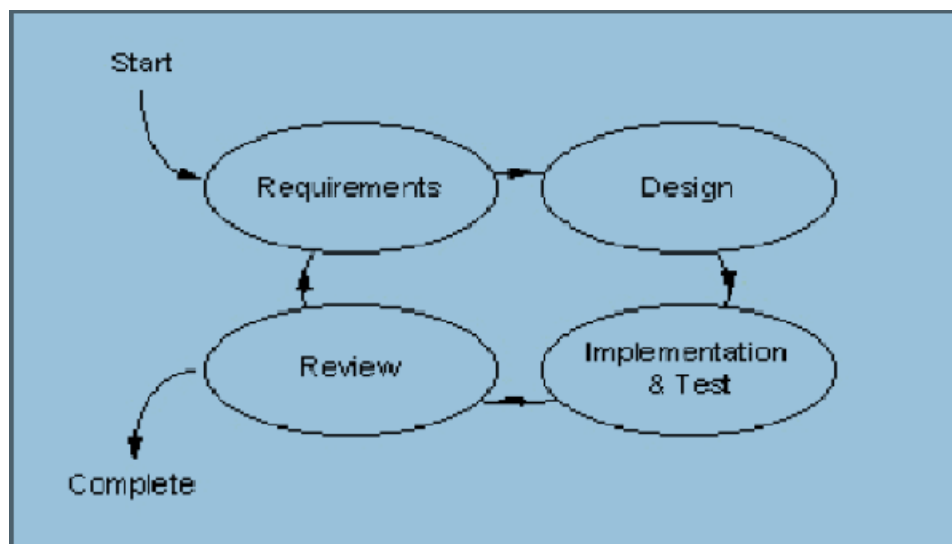 Start
Requirements
Design
Review
Implementation
& Test
Complete